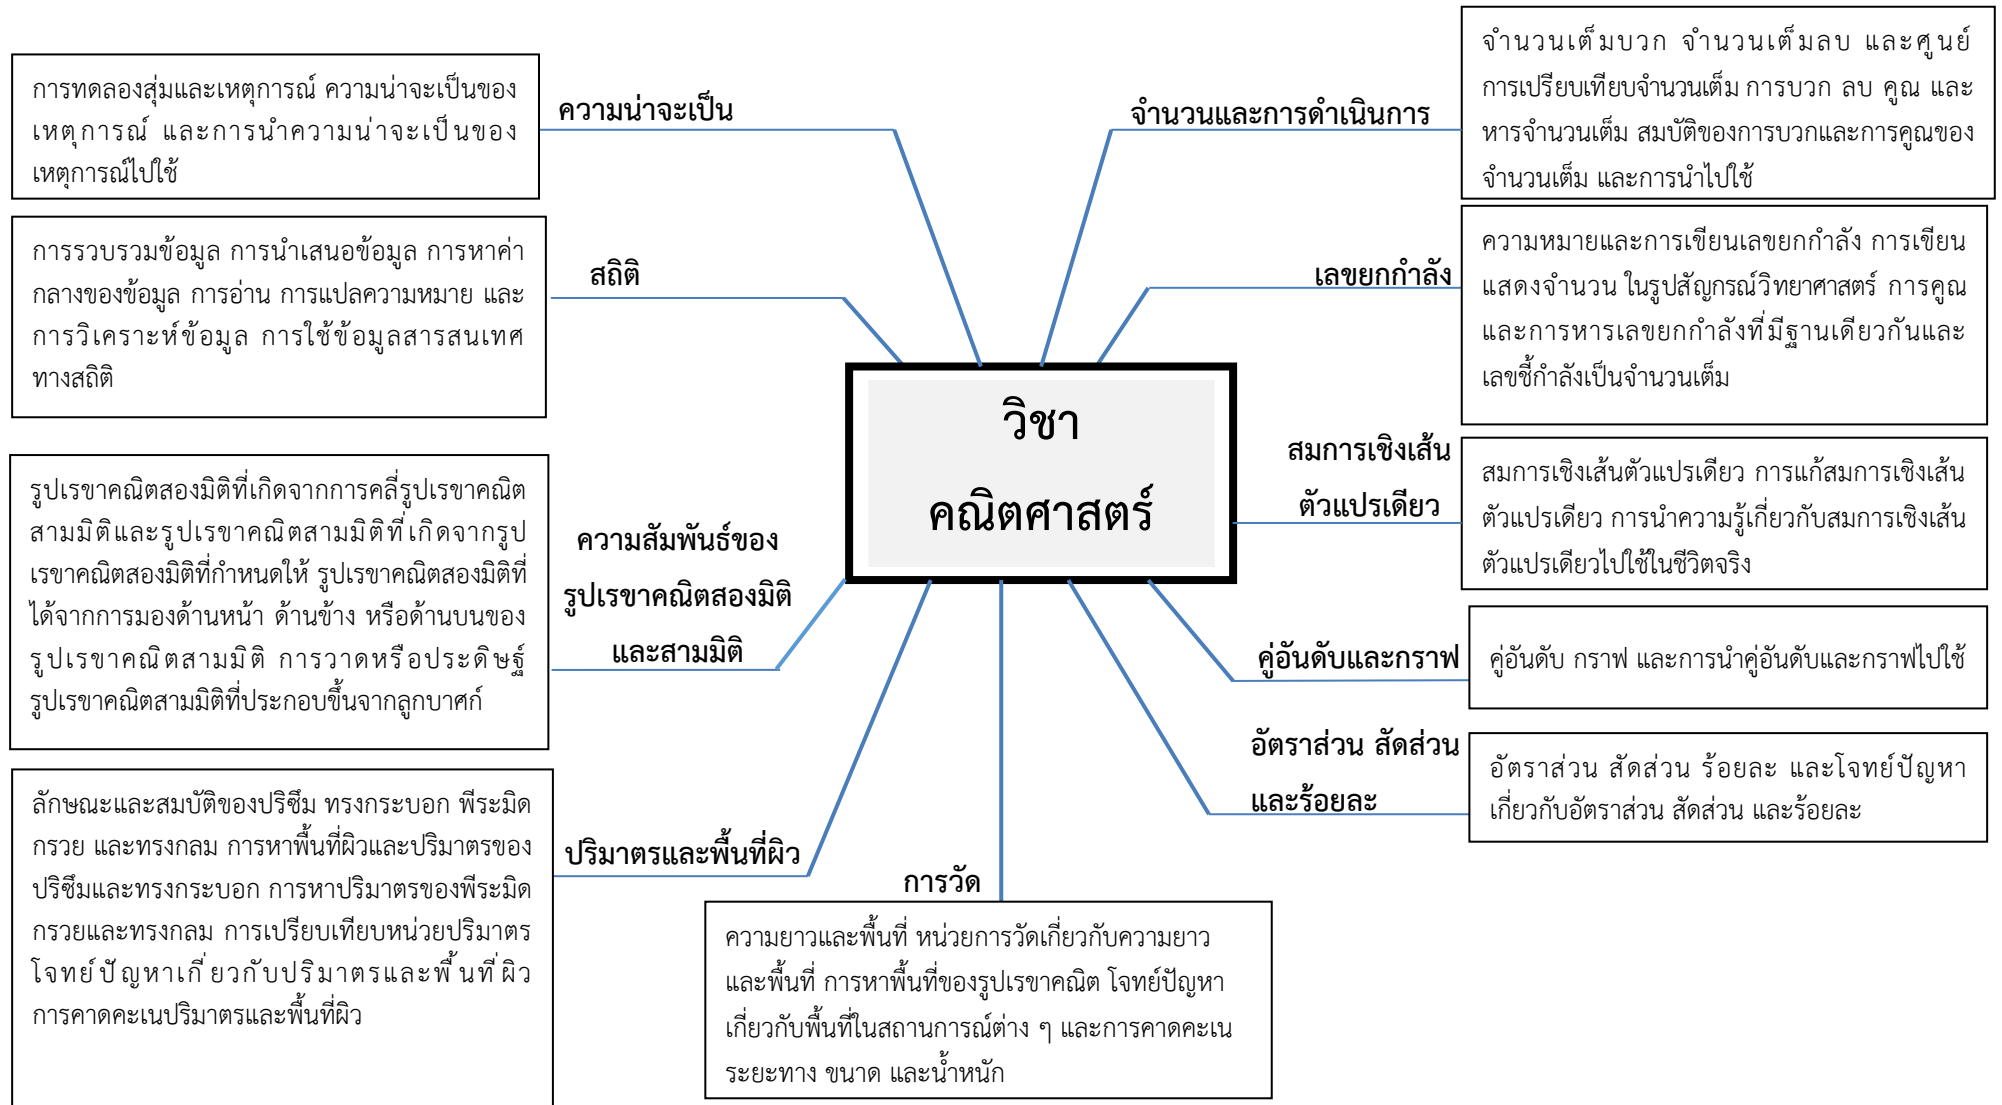 วิชา
คณิตศาสตร์
จำนวนและการดำเนินการ
จำนวนเต็มบวก จำนวนเต็มลบ และศูนย์
การเปรียบเทียบจำนวนเต็ม การบวก ลบ คูณ และ
หารจำนวนเต็ม สมบัติของการบวกและการคูณของ
จำนวนเต็ม และการนำไปใช้
เลขยกกำลัง
ความหมายและการเขียนเลขยกกำลัง การเขียน
แสดงจำนวน ในรูปสัญกรณ์วิทยาศาสตร์ การคูณ
และการหารเลขยกกำลังที่มีฐานเดียวกันและ
เลขชี้กำลังเป็นจำนวนเต็ม
สมการเชิงเส้น
ตัวแปรเดียว
สมการเชิงเส้นตัวแปรเดียว การแก้สมการเชิงเส้น
ตัวแปรเดียว การนำความรู้เกี่ยวกับสมการเชิงเส้น
ตัวแปรเดียวไปใช้ในชีวิตจริง
คู่อันดับและกราฟ
คู่อันดับ กราฟ และการนำคู่อันดับและกราฟไปใช้
อัตราส่วน สัดส่วน
และร้อยละ
อัตราส่วน สัดส่วน ร้อยละ และโจทย์ปัญหา
เกี่ยวกับอัตราส่วน สัดส่วน และร้อยละ
การวัด
ความยาวและพื้นที่ หน่วยการวัดเกี่ยวกับความยาว
และพื้นที่ การหาพื้นที่ของรูปเรขาคณิต โจทย์ปัญหา
เกี่ยวกับพื้นที่ในสถานการณ์ต่าง ๆ และการคาดคะเน
ระยะทาง ขนาด และน้ำหนัก
ปริมาตรและพื้นที่ผิว
ลักษณะและสมบัติของปริซึม ทรงกระบอก พีระมิด
กรวย และทรงกลม การหาพื้นที่ผิวและปริมาตรของ
ปริซึมและทรงกระบอก การหาปริมาตรของพีระมิด
กรวยและทรงกลม การเปรียบเทียบหน่วยปริมาตร
โจทย์ปัญหาเกี่ยวกับปริมาตรและพื้นที่ผิว
การคาดคะเนปริมาตรและพื้นที่ผิว
ความสัมพันธ์ของ
รูปเรขาคณิตสองมิติ
และสามมิติ
รูปเรขาคณิตสองมิติที่เกิดจากการคลี่รูปเรขาคณิต
สามมิติและรูปเรขาคณิตสามมิติที่เกิดจากรูป
เรขาคณิตสองมิติที่กำหนดให้ รูปเรขาคณิตสองมิติที่
ได้จากการมองด้านหน้า ด้านข้าง หรือด้านบนของ
รูปเรขาคณิตสามมิติ การวาดหรือประดิษฐ์
รูปเรขาคณิตสามมิติที่ประกอบขึ้นจากลูกบาศก์
สถิติ
การรวบรวมข้อมูล การนำเสนอข้อมูล การหาค่า
กลางของข้อมูล การอ่าน การแปลความหมาย และ
การวิเคราะห์ข้อมูล การใช้ข้อมูลสารสนเทศ
ทางสถิติ
ความน่าจะเป็น
การทดลองสุ่มและเหตุการณ์ ความน่าจะเป็นของ
เหตุการณ์ และการนำความน่าจะเป็นของ
เหตุการณ์ไปใช้